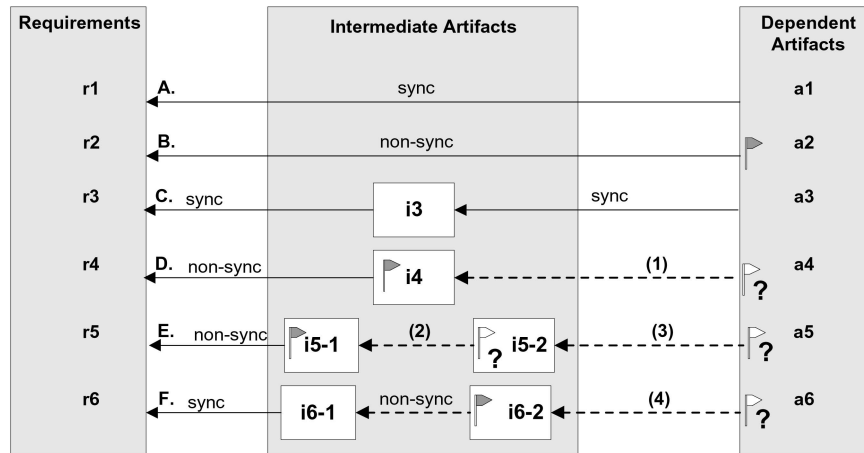 Requirements
Intermediate Artifacts
Dependent
Artifacts
r1 A. sync a1
r2 B. non-sync a2
r3 C. sync i3 sync a3
r4 D. non-sync i4 (1) ? a4
r5 E. non-sync i5-1 (2) ? i5-2 (3) ? a5
r6 F. sync i6-1 non-sync i6-2 (4) ? a6